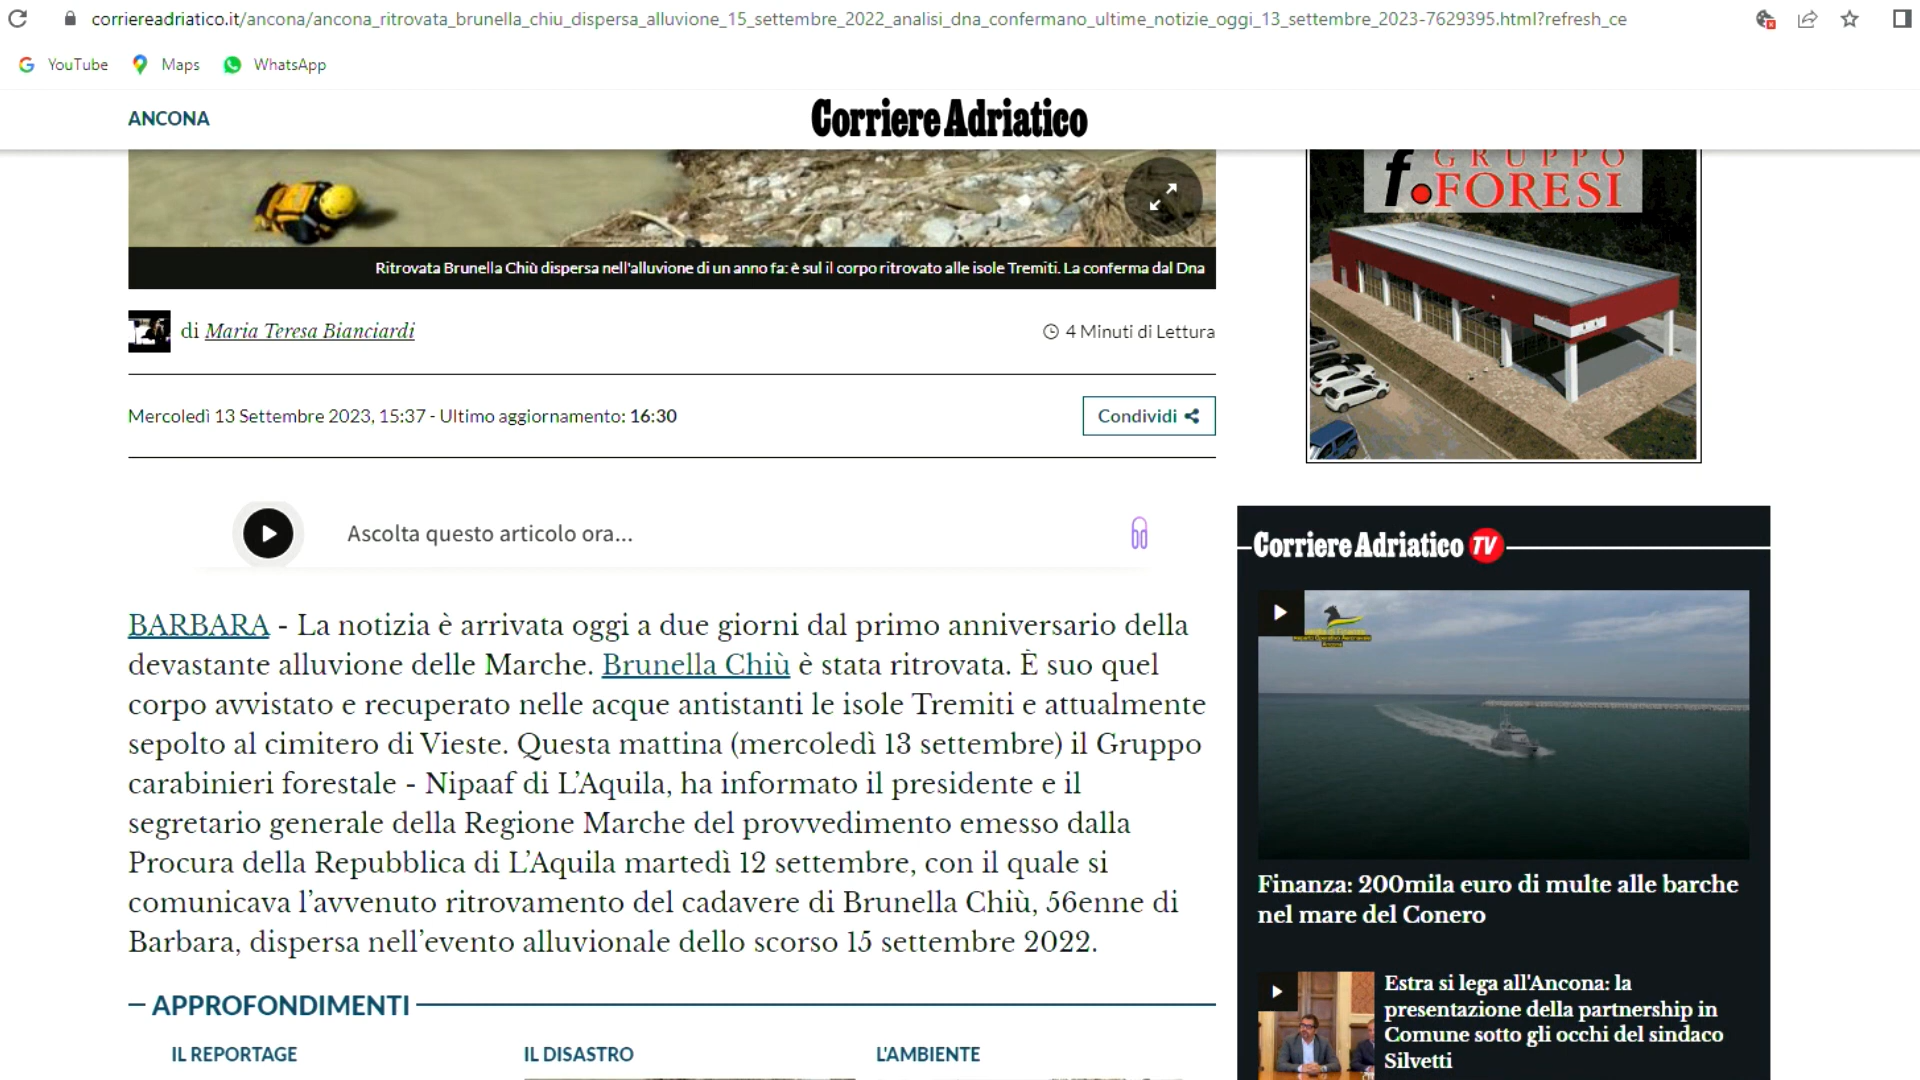 corriereadriatico.it/ancona/ancona_ritrovata_brunella_chiu_dispersa_alluvione_15_settembre_2022_analisi_dna_confermano_ultime_notizie_oggi_13_settembre_2023-7629395.html?refresh_ce
YouTube Maps WhatsApp
ANCONA
Corriere Adriatico
Ritrovata Brunella Chiù dispersa nell'alluvione di un anno fa: è sul il corpo ritrovato alle isole Tremiti. La conferma dal Dna
di Maria Teresa Bianciardi
4 Minuti di Lettura
Mercoledì 13 Settembre 2023, 15:37 - Ultimo aggiornamento: 16:30
Condividi
Ascolta questo articolo ora...
BARBARA - La notizia è arrivata oggi a due giorni dal primo anniversario della
devastante alluvione delle Marche. Brunella Chiù è stata ritrovata. È suo quel
corpo avvistato e recuperato nelle acque antistanti le isole Tremiti e attualmente
sepolto al cimitero di Vieste. Questa mattina (mercoledì 13 settembre) il Gruppo
carabinieri forestale - Nipaaf di L’Aquila, ha informato il presidente e il
segretario generale della Regione Marche del provvedimento emesso dalla
Procura della Repubblica di L’Aquila martedì 12 settembre, con il quale si
comunicava l’avvenuto ritrovamento del cadavere di Brunella Chiù, 56enne di
Barbara, dispersa nell’evento alluvionale dello scorso 15 settembre 2022.
APPROFONDIMENTI
IL REPORTAGE
IL DISASTRO
L'AMBIENTE
GRUPPO
f.FORESI
Corriere Adriatico TV
Finanza: 200mila euro di multe alle barche
nel mare del Conero
Estra si lega all'Ancona: la
presentazione della partnership in
Comune sotto gli occhi del sindaco
Silvetti